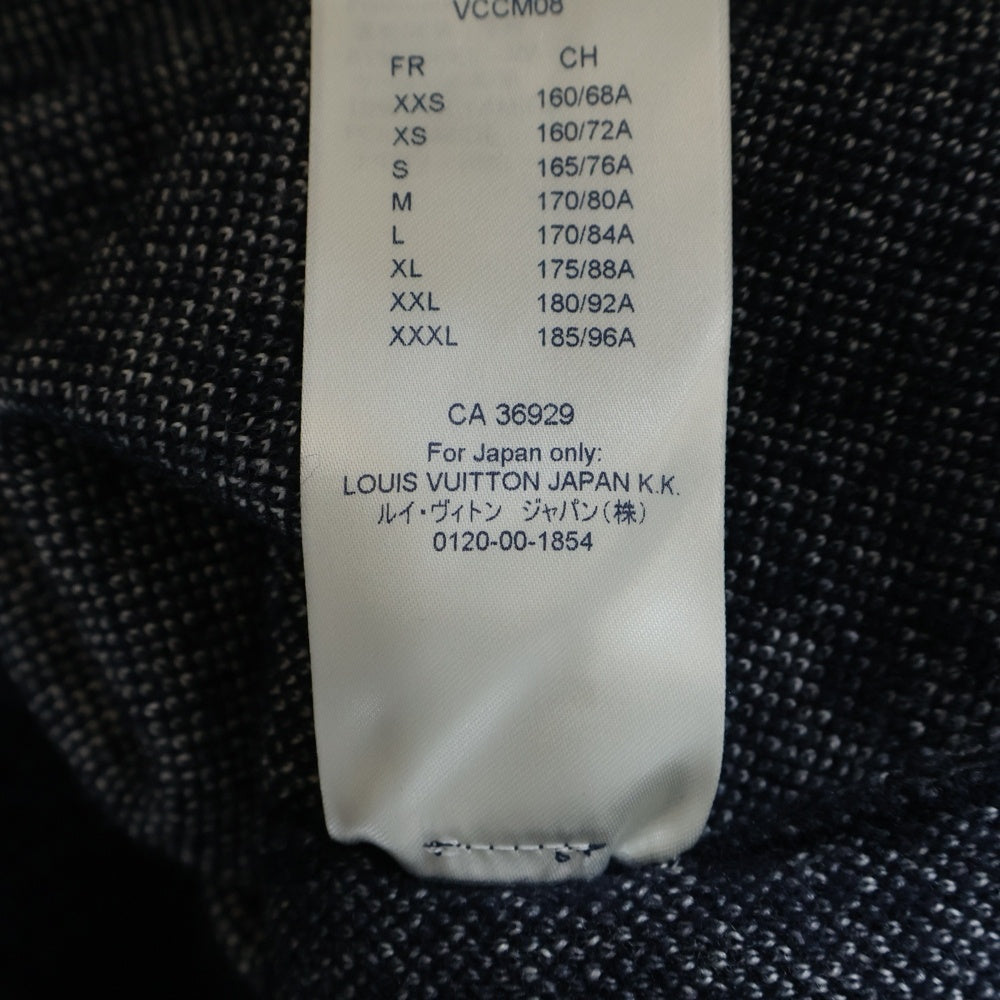 VCCM08
FR CH
XXS 160/68A
XS 160/72A
S 165/76A
M 170/80A
L 170/84A
XL 175/88A
XXL 180/92A
XXXL 185/96A
CA 36929
For Japan only:
LOUIS VUITTON JAPAN K.K.
ルイ・ヴィトン ジャパン(株)
0120-00-1854